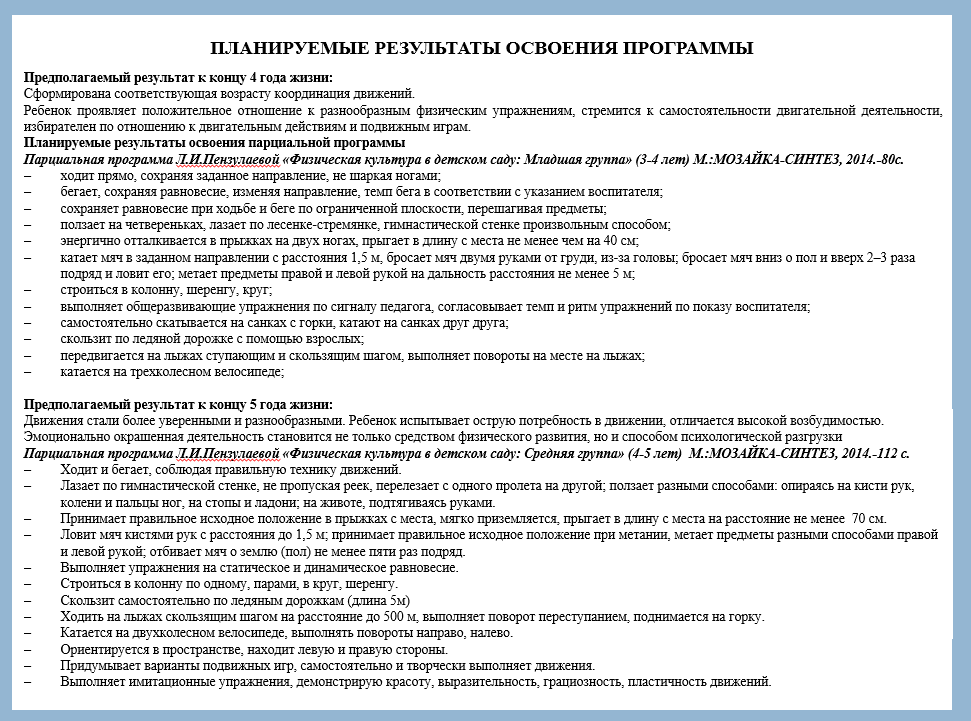 ПЛАНИРУЕМЫЕ РЕЗУЛЬТАТЫ ОСВОЕНИЯ ПРОГРАММЫ
Предполагаемый результат к концу 4 года жизни:
Сформирована соответствующая возрасту координация движений.
Ребенок проявляет положительное отношение к разнообразным физическим упражнениям, стремится к самостоятельности двигательной деятельности,
избирателен по отношению к двигательным действиям и подвижным играм.
Планируемые результаты освоения парциальной программы
Парциальная программа Л.И.Пензулаевой «Физическая культура в детском саду: Младшая группа» (3-4 лет) М.:МОЗАЙКА-СИНТЕЗ, 2014.-80с.
– ходит прямо, сохраняя заданное направление, не шаркая ногами;
– бегает, сохраняя равновесие, изменяя направление, темп бега в соответствии с указанием воспитателя;
– сохраняет равновесие при ходьбе и беге по ограниченной плоскости, перешагивая предметы;
– ползает на четвереньках, лазает по лесенке-стремянке, гимнастической стенке произвольным способом;
– энергично отталкивается в прыжках на двух ногах, прыгает в длину с места не менее чем на 40 см;
– катает мяч в заданном направлении с расстояния 1,5 м, бросает мяч двумя руками от груди, из-за головы; бросает мяч вниз о пол и вверх 2–3 раза
подряд и ловит его; метает предметы правой и левой рукой на дальность расстояния не менее 5 м;
– строиться в колонну, шеренгу, круг;
– выполняет общеразвивающие упражнения по сигналу педагога, согласовывает темп и ритм упражнений по показу воспитателя;
– самостоятельно скатывается на санках с горки, катают на санках друг друга;
– скользит по ледяной дорожке с помощью взрослых;
– передвигается на лыжах ступающим и скользящим шагом, выполняет повороты на месте на лыжах;
– катается на трехколесном велосипеде;
Предполагаемый результат к концу 5 года жизни:
Движения стали более уверенными и разнообразными. Ребенок испытывает острую потребность в движении, отличается высокой возбудимостью.
Эмоционально окрашенная деятельность становится не только средством физического развития, но и способом психологической разгрузки
Парциальная программа Л.И.Пензулаевой «Физическая культура в детском саду: Средняя группа» (4-5 лет) М.:МОЗАЙКА-СИНТЕЗ, 2014.-112 с.
– Ходит и бегает, соблюдая правильную технику движений.
– Лазает по гимнастической стенке, не пропуская реек, перелезает с одного пролета на другой; ползает разными способами: опираясь на кисти рук,
колени и пальцы ног, на стопы и ладони; на животе, подтягиваясь руками.
– Принимает правильное исходное положение в прыжках с места, мягко приземляется, прыгает в длину с места на расстояние не менее 70 см.
– Ловит мяч кистями рук с расстояния до 1,5 м; принимает правильное исходное положение при метании, метает предметы разными способами правой
и левой рукой; отбивает мяч о землю (пол) не менее пяти раз подряд.
– Выполняет упражнения на статическое и динамическое равновесие.
– Строиться в колонну по одному, парами, в круг, шеренгу.
– Скользит самостоятельно по ледяным дорожкам (длина 5м)
– Ходить на лыжах скользящим шагом на расстояние до 500 м, выполняет поворот переступанием, поднимается на горку.
– Катается на двухколесном велосипеде, выполнять повороты направо, налево.
– Ориентируется в пространстве, находит левую и правую стороны.
– Придумывает варианты подвижных игр, самостоятельно и творчески выполняет движения.
– Выполняет имитационные упражнения, демонстрирую красоту, выразительность, грациозность, пластичность движений.